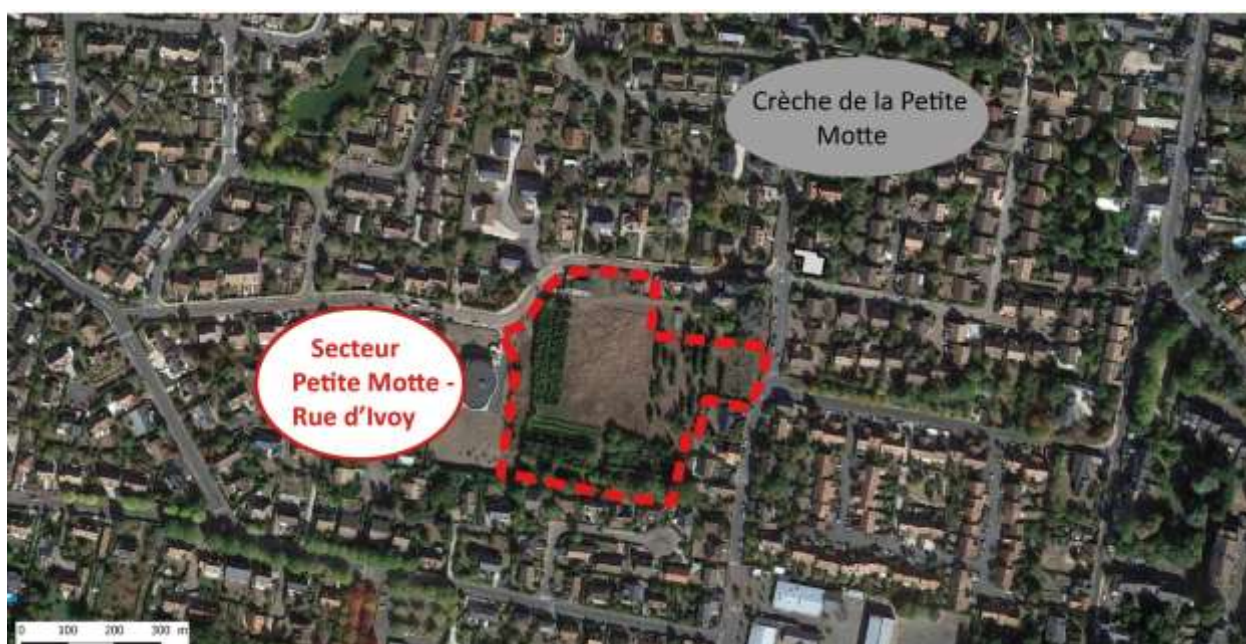 Crèche de la Petite
Motte
Secteur
Petite Motte -
Rue d'Ivoy
0 100 200 300 m